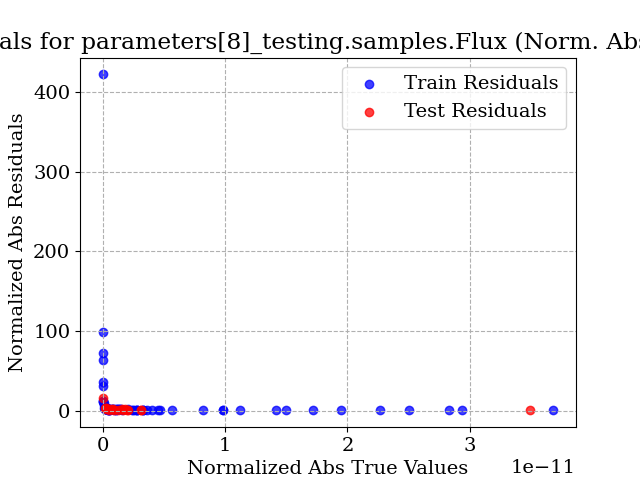 als for parameters[8]_testing.samples.Flux (Norm. Abs
Normalized Abs Residuals
400
300
200
100
0
Train Residuals
Test Residuals
0
1
2
3
1e−11
Normalized Abs True Values